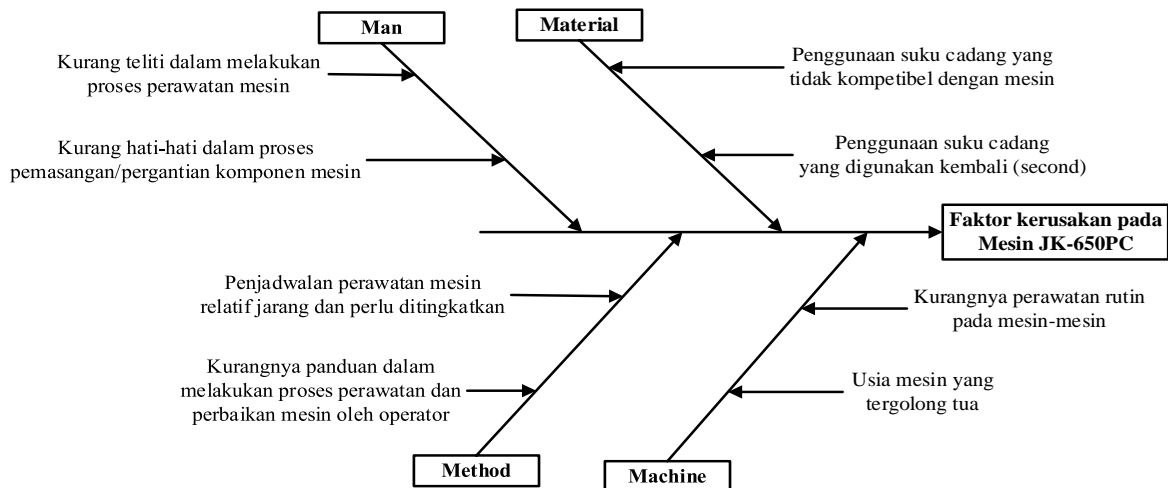 Man
Material
Kurang teliti dalam melakukan
proses perawatan mesin
Penggunaan suku cadang yang
tidak kompetibel dengan mesin
Kurang hati-hati dalam proses
pemasangan/pergantian komponen mesin
Penggunaan suku cadang
yang digunakan kembali (second)
Faktor kerusakan pada
Mesin JK-650PC
Penjadwalan perawatan mesin
relatif jarang dan perlu ditingkatkan
Kurangnya perawatan rutin
pada mesin-mesin
Kurangnya panduan dalam
melakukan proses perawatan dan
perbaikan mesin oleh operator
Usia mesin yang
tergolong tua
Method
Machine